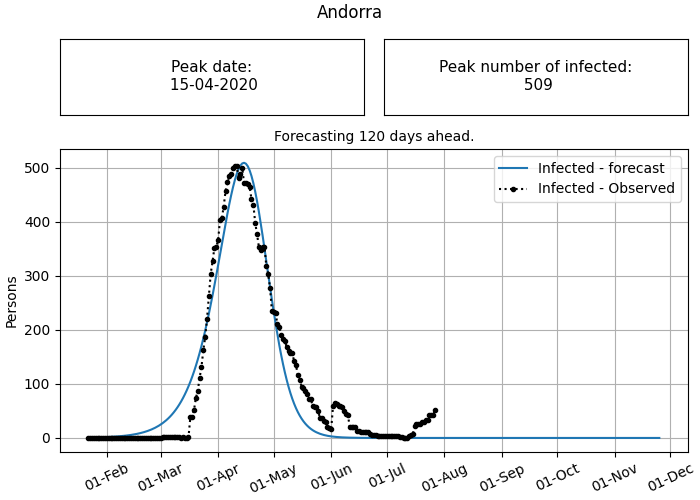 Andorra
Peak date:
15-04-2020
Peak number of infected:
509
Forecasting 120 days ahead.
Infected - forecast
Infected - Observed
Persons
500
400
300
200
100
0
01-Feb
01-Mar
01-Apr
01-May
01-Jun
01-Jul
01-Aug
01-Sep
01-Oct
01-Nov
01-Dec